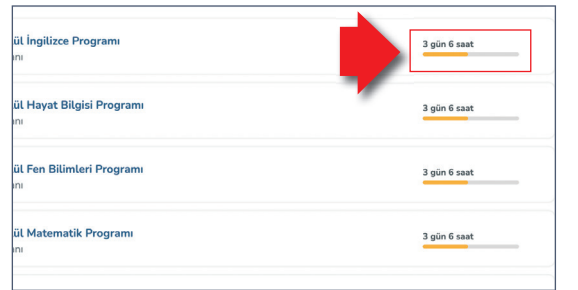 ül İngilizce Programı
3 gün 6 saat
anı
ül Hayat Bilgisi Programı
3 gün 6 saat
anı
ül Fen Bilimleri Programı
3 gün 6 saat
anı
ül Matematik Programı
3 gün 6 saat
anı